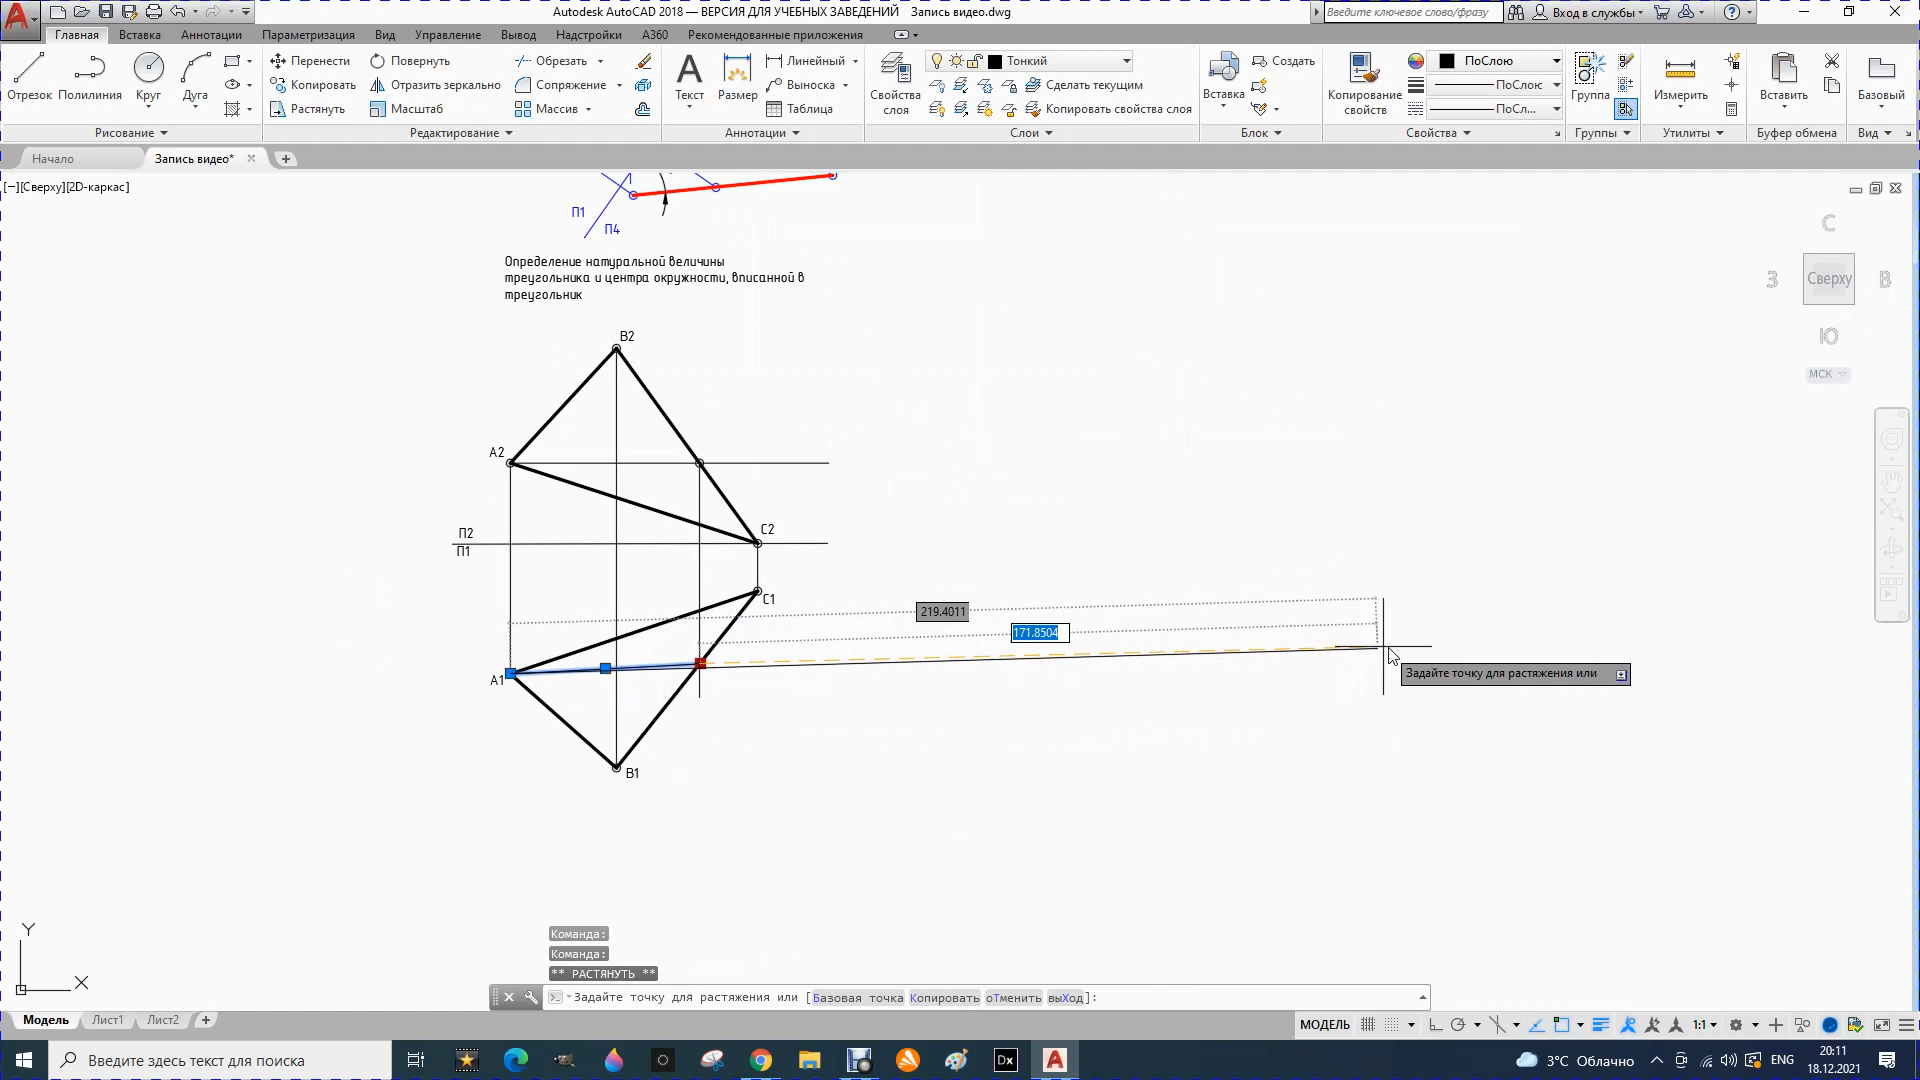 Autodesk AutoCAD 2018 — ВЕРСИЯ ДЛЯ УЧЕБНЫХ ЗАВЕДЕНИЙ Запись видео.dwg
Введите ключевое слово/фразу
Вход в службы
Главная Вставка Аннотации Параметризация Вид Управление Вывод Надстройки A360 Рекомендованные приложения
Отрезок Полилиния Круг Дуга
Рисование
Перенести Повернуть Обрезать
Копировать Отразить зеркально Сопряжение
Растянуть Масштаб Массив
Редактирование
Текст Размер
Линейный
Выноска
Таблица
Аннотации
Свойства слоя
Тонкий
Сделать текущим
Копировать свойства слоя
Слои
Вставка
Создать
Блок
Копирование свойств
ПоСлою
ПоСлою
ПоСл...
Свойства
Группа
Группы
Измерить
Утилиты
Вставить
Буфер обмена
Базовый
Вид
Начало Запись видео*
[−][Сверху][2D-каркас]
П1
П4
Определение натуральной величины
треугольника и центра окружности, вписанной в
треугольник
B2
A2
C2
П2
П1
C1
A1
B1
219.4011
171.8504
Задайте точку для растяжения или
С
З Сверху В
Ю
МСК
Y
X
Команда:
Команда:
** РАСТЯНУТЬ **
Задайте точку для растяжения или [Базовая точка Копировать оТменить выХод]:
Модель Лист1 Лист2
МОДЕЛЬ 1:1
Введите здесь текст для поиска
Dx
3°C Облачно
ENG
20:11
18.12.2021